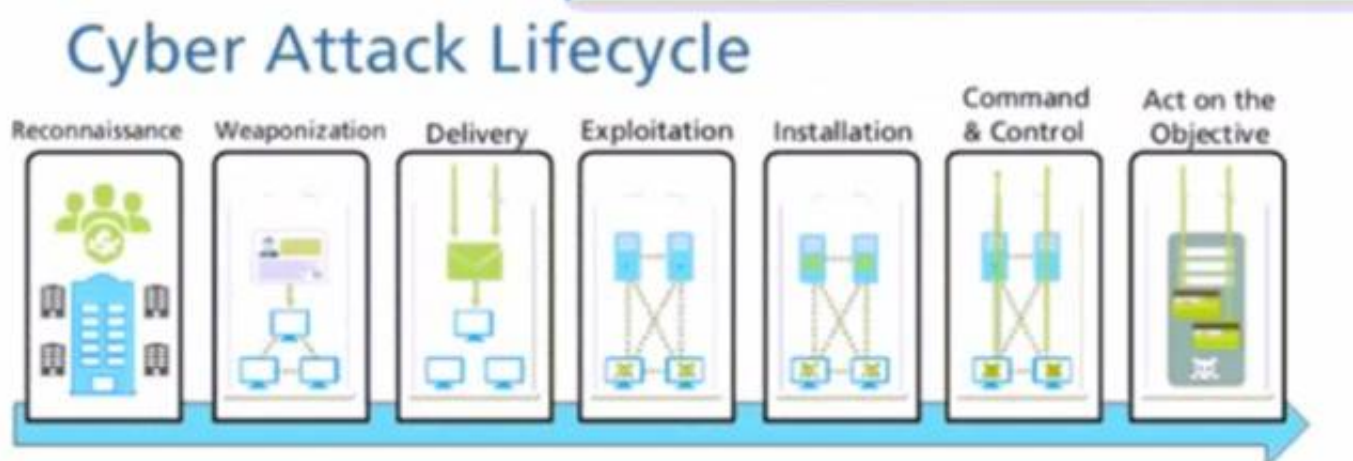 Cyber Attack Lifecycle
Reconnaissance
Weaponization
Delivery
Exploitation
Installation
Command
& Control
Act on the
Objective